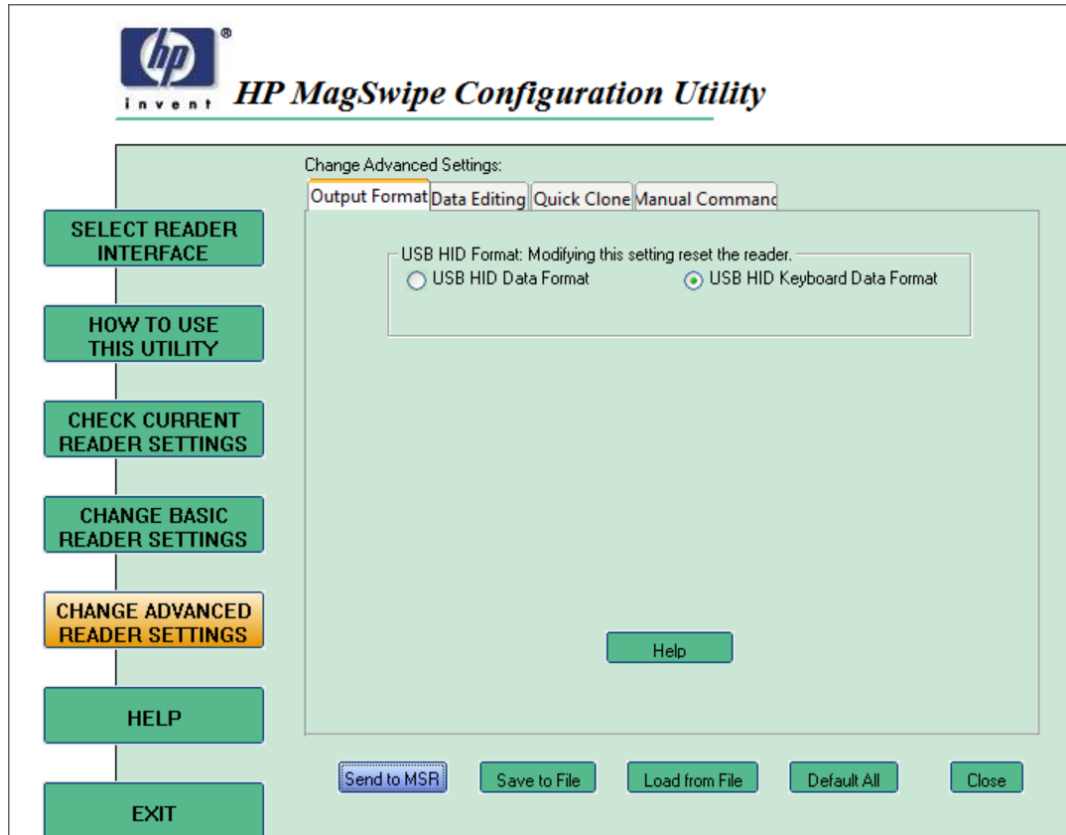 hp
®
invent
HP MagSwipe Configuration Utility
SELECT READER
INTERFACE
HOW TO USE
THIS UTILITY
CHECK CURRENT
READER SETTINGS
CHANGE BASIC
READER SETTINGS
CHANGE ADVANCED
READER SETTINGS
HELP
EXIT
Change Advanced Settings:
Output Format Data Editing Quick Clone Manual Command
USB HID Format: Modifying this setting reset the reader.
USB HID Data Format USB HID Keyboard Data Format
Help
Send to MSR Save to File Load from File Default All Close